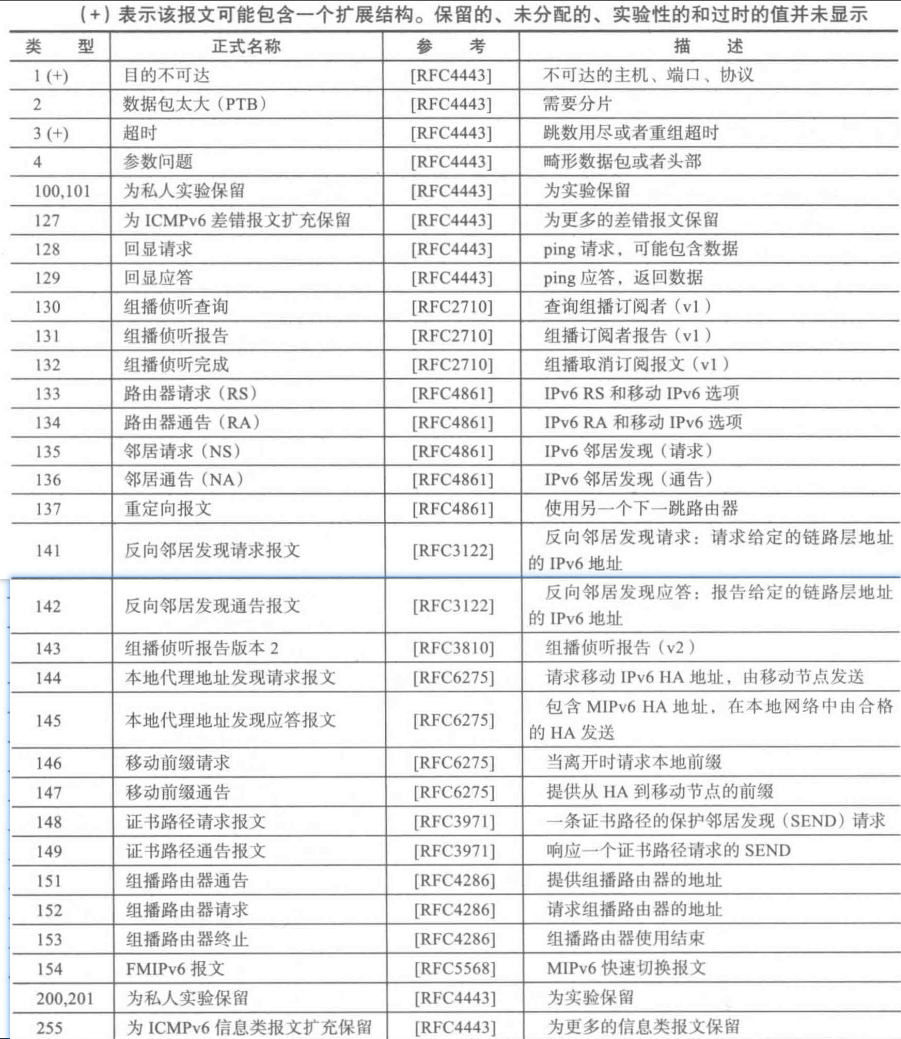 (+) 表示该报文可能包含一个扩展结构。保留的、未分配的、实验性的和过时的值并未显示
类 型 正式名称 参 考 描 述
1 (+) 目的不可达 [RFC4443] 不可达的主机、端口、协议
2 数据包太大（PTB） [RFC4443] 需要分片
3 (+) 超时 [RFC4443] 跳数用尽或者重组超时
4 参数问题 [RFC4443] 畸形数据包或者头部
100,101 为私人实验保留 [RFC4443] 为实验保留
127 为 ICMPv6 差错报文扩充保留 [RFC4443] 为更多的差错报文保留
128 回显请求 [RFC4443] ping 请求，可能包含数据
129 回显应答 [RFC4443] ping 应答，返回数据
130 组播侦听查询 [RFC2710] 查询组播订阅者（v1）
131 组播侦听报告 [RFC2710] 组播订阅者报告（v1）
132 组播侦听完成 [RFC2710] 组播取消订阅报文（v1）
133 路由器请求（RS） [RFC4861] IPv6 RS 和移动 IPv6 选项
134 路由器通告（RA） [RFC4861] IPv6 RA 和移动 IPv6 选项
135 邻居请求（NS） [RFC4861] IPv6 邻居发现（请求）
136 邻居通告（NA） [RFC4861] IPv6 邻居发现（通告）
137 重定向报文 [RFC4861] 使用另一个下一跳路由器
141 反向邻居发现请求报文 [RFC3122] 反向邻居发现请求：请求给定的链路层地址
的 IPv6 地址
142 反向邻居发现通告报文 [RFC3122] 反向邻居发现应答：报告给定的链路层地址
的 IPv6 地址
143 组播侦听报告版本 2 [RFC3810] 组播侦听报告（v2）
144 本地代理地址发现请求报文 [RFC6275] 请求移动 IPv6 HA 地址，由移动节点发送
145 本地代理地址发现应答报文 [RFC6275] 包含 MIPv6 HA 地址，在本地网络中由合格
的 HA 发送
146 移动前缀请求 [RFC6275] 当离开时请求本地前缀
147 移动前缀通告 [RFC6275] 提供从 HA 到移动节点的前缀
148 证书路径请求报文 [RFC3971] 一条证书路径的保护邻居发现（SEND）请求
149 证书路径通告报文 [RFC3971] 响应一个证书路径请求的 SEND
151 组播路由器通告 [RFC4286] 提供组播路由器的地址
152 组播路由器请求 [RFC4286] 请求组播路由器的地址
153 组播路由器终止 [RFC4286] 组播路由器使用结束
154 FMIPv6 报文 [RFC5568] MIPv6 快速切换报文
200,201 为私人实验保留 [RFC4443] 为实验保留
255 为 ICMPv6 信息类报文扩充保留 [RFC4443] 为更多的信息类报文保留